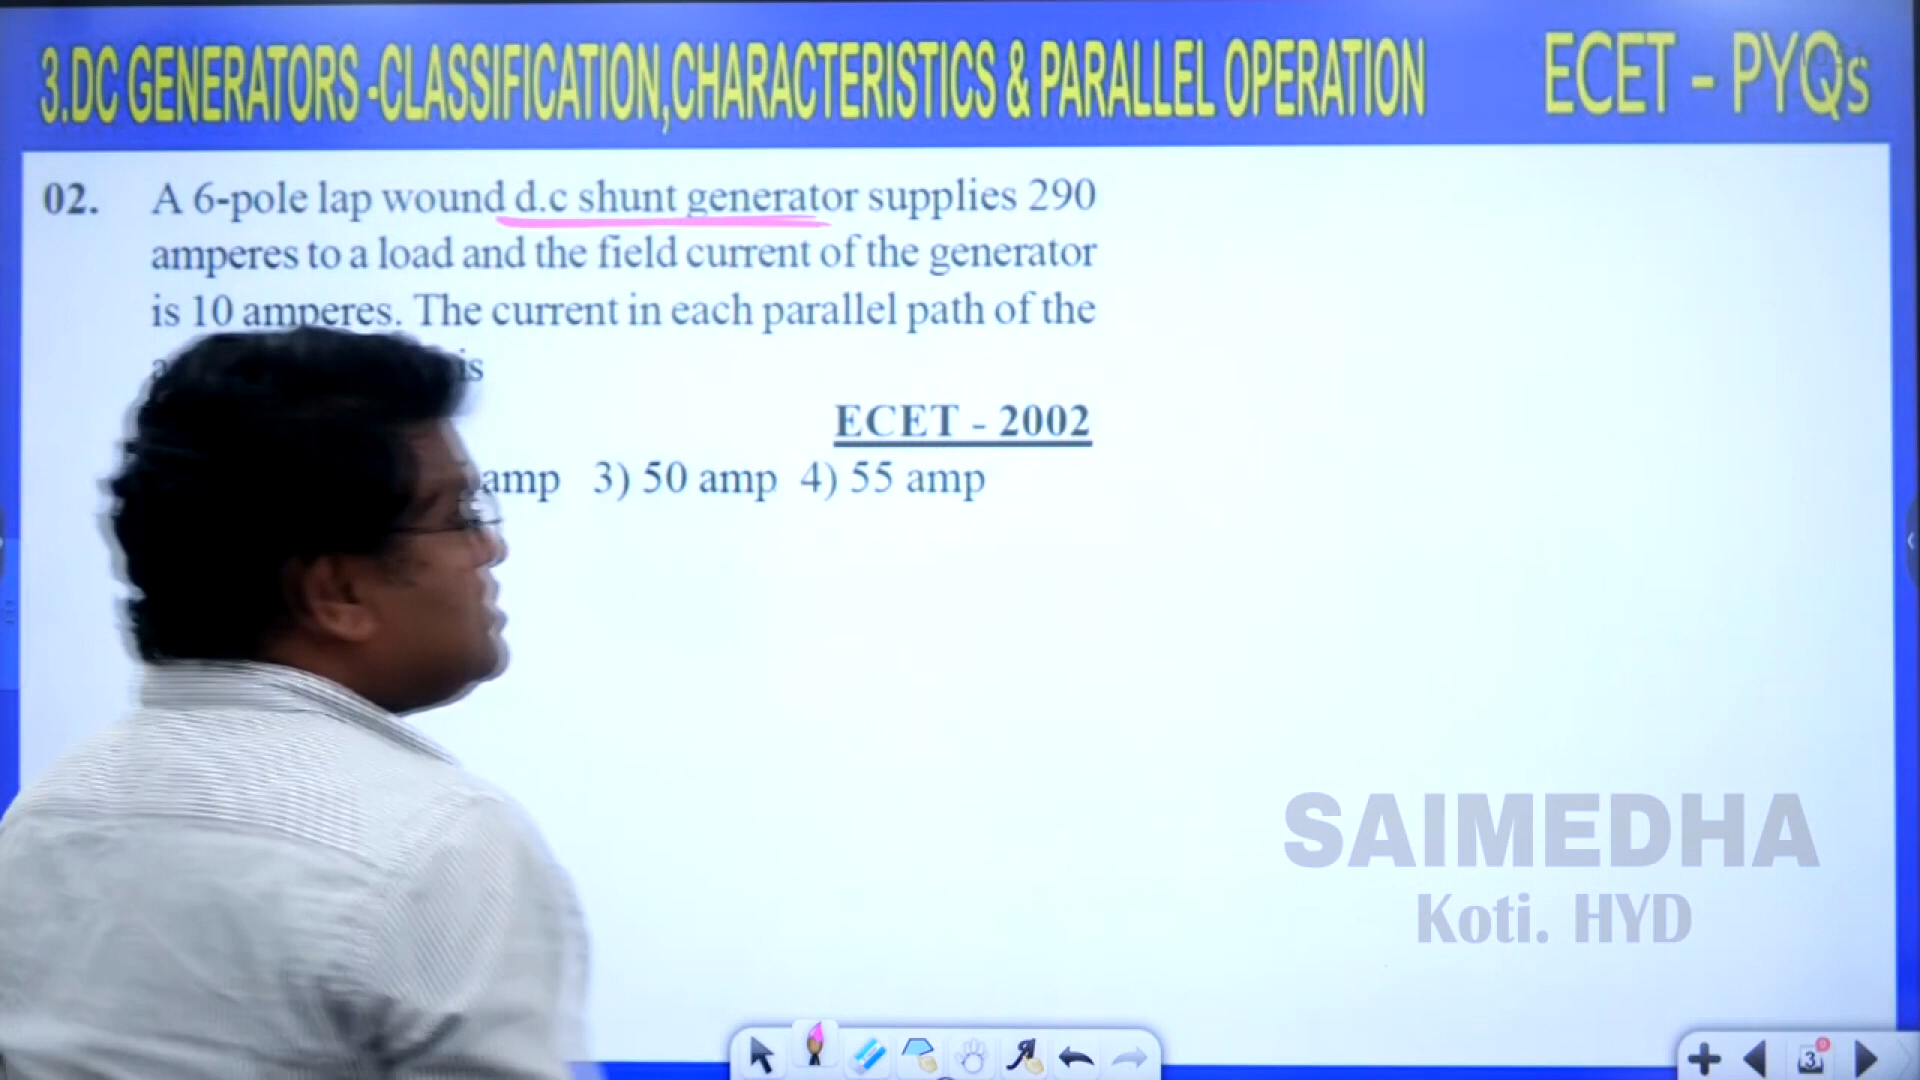 3.DC GENERATORS -CLASSIFICATION,CHARACTERISTICS & PARALLEL OPERATION
ECET – PYQs
02. A 6-pole lap wound d.c shunt generator supplies 290
amperes to a load and the field current of the generator
is 10 amperes. The current in each parallel path of the
is
ECET - 2002
amp 3) 50 amp 4) 55 amp
SAIMEDHA
Koti. HYD
3